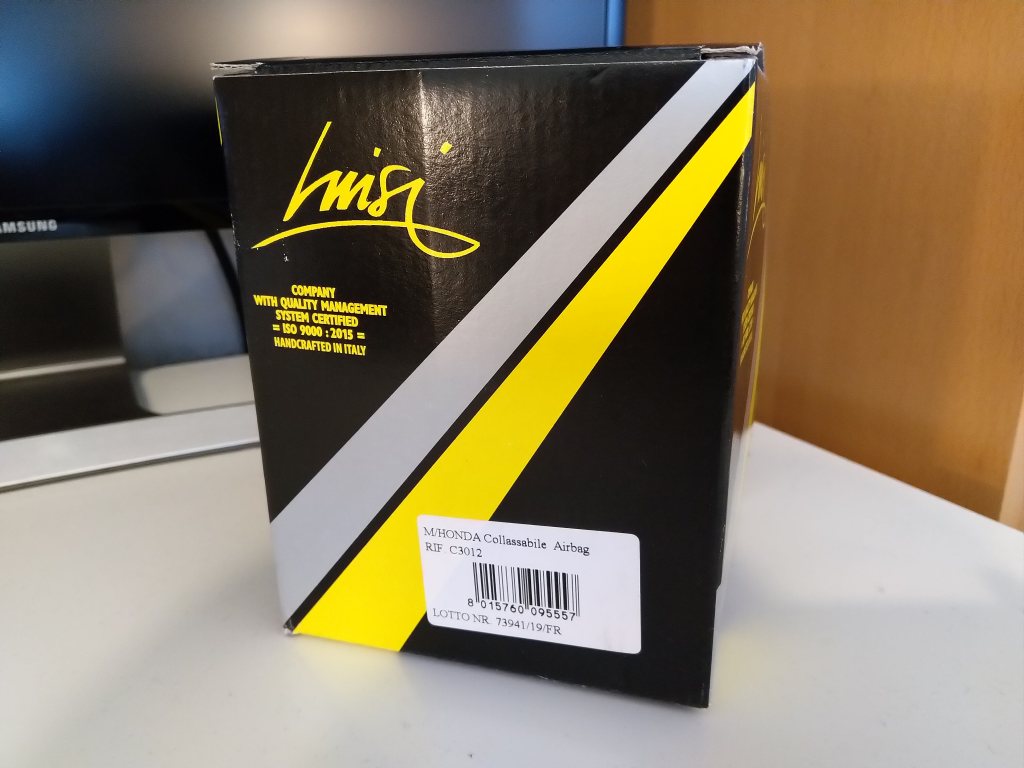 AMSUNG
Luisi
COMPANY
WITH QUALITY MANAGEMENT
SYSTEM CERTIFIED
= ISO 9000 : 2015 =
HANDCRAFTED IN ITALY
M/HONDA Collassabile Airbag
RIF. C3012
8 015760 095557
LOTTO NR. 73941/19/FR